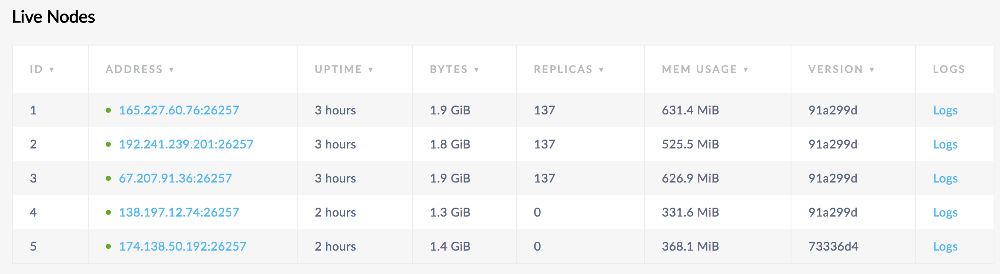 Live Nodes
ID ▼ ADDRESS ▼ UPTIME ▼ BYTES ▼ REPLICAS ▼ MEM USAGE ▼ VERSION ▼ LOGS
1 165.227.60.76:26257 3 hours 1.9 GiB 137 631.4 MiB 91a299d Logs
2 192.241.239.201:26257 3 hours 1.8 GiB 137 525.5 MiB 91a299d Logs
3 67.207.91.36:26257 3 hours 1.9 GiB 137 626.9 MiB 91a299d Logs
4 138.197.12.74:26257 2 hours 1.3 GiB 0 331.6 MiB 91a299d Logs
5 174.138.50.192:26257 2 hours 1.4 GiB 0 368.1 MiB 73336d4 Logs